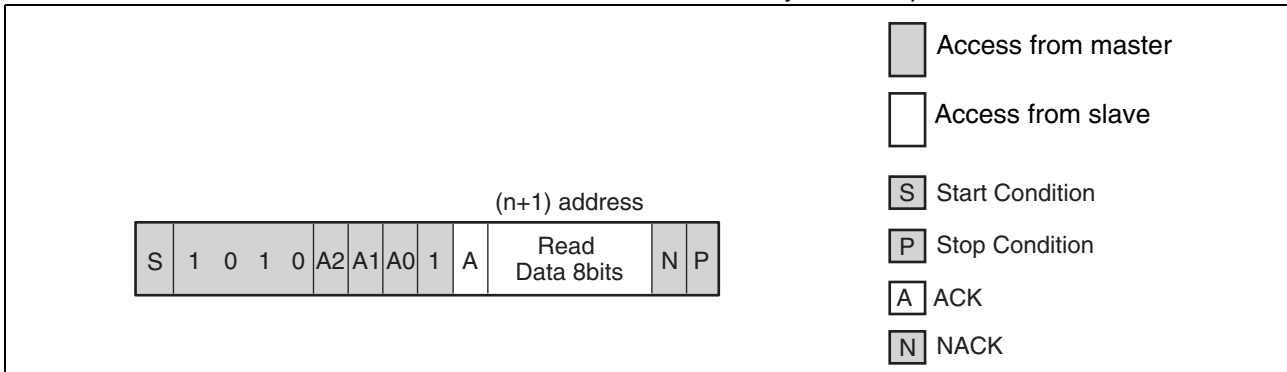 Access from master
Access from slave
(n+1) address
S 1 0 1 0 A2 A1 A0 1 A Read Data 8bits N P
S Start Condition
P Stop Condition
A ACK
N NACK